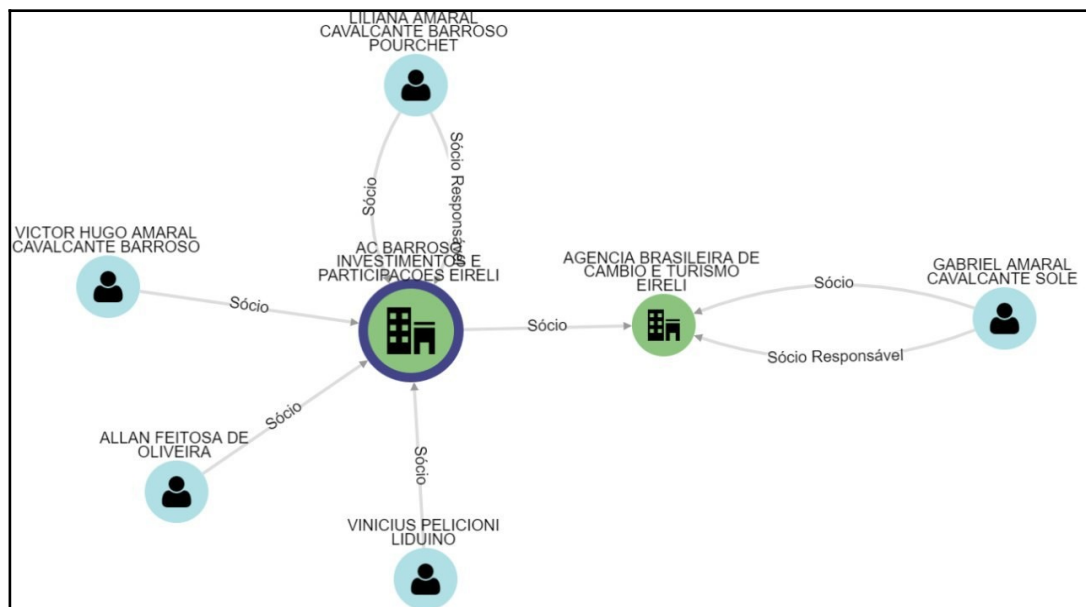 LILIANA AMARAL
CAVALCANTE BARROSO
POURCHET
Sócio
Sócio Responsável
VICTOR HUGO AMARAL
CAVALCANTE BARROSO
Sócio
AC BARROSO
INVESTIMENTOS E
PARTICIPACOES EIRELI
Sócio
AGENCIA BRASILEIRA DE
CAMBIO E TURISMO
EIRELI
Sócio
Sócio Responsável
GABRIEL AMARAL
CAVALCANTE SOLE
Sócio
ALLAN FEITOSA DE
OLIVEIRA
Sócio
VINICIUS PELICIONI
LIDUINO